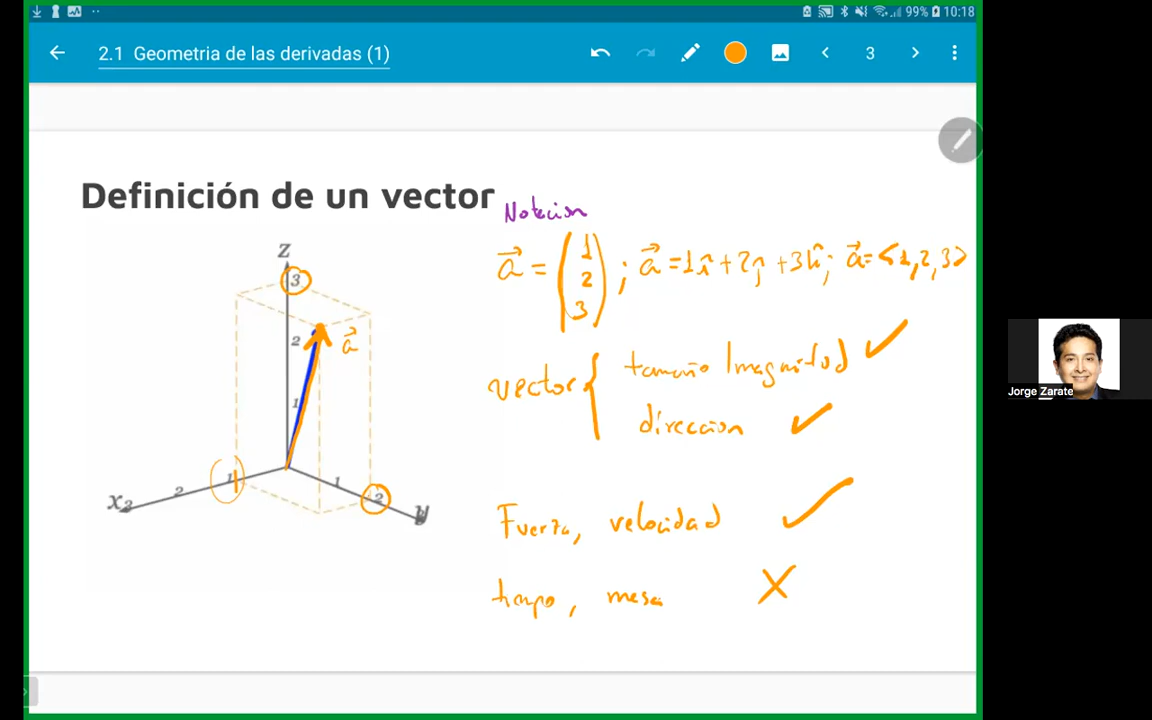 99% 10:18
2.1 Geometria de las derivadas (1)
3
Definición de un vector
Notacion
a⃗ = (1 2 3) ; a⃗ = 1î + 2ĵ + 3k̂ ; a⃗ = <1, 2, 3>
z
3
2
1
a⃗
1
2
x
1
2
y
vector { tamaño / magnitud ✓
dirección ✓
Fuerza, velocidad ✓
tiempo, masa X
Jorge Zarate